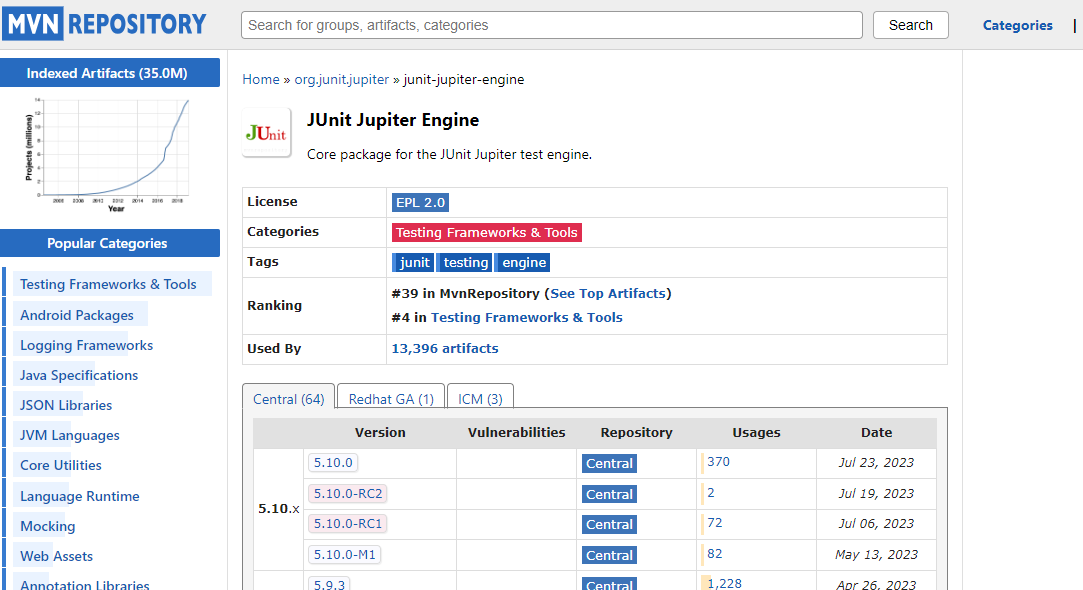 MVN REPOSITORY
Search for groups, artifacts, categories
Search
Categories
|
Indexed Artifacts (35.0M)
Projects (millions)
14
12
10
8
6
4
2
0
2006 2008 2010 2012 2014 2016 2018
Year
Popular Categories
Testing Frameworks & Tools
Android Packages
Logging Frameworks
Java Specifications
JSON Libraries
JVM Languages
Core Utilities
Language Runtime
Mocking
Web Assets
Annotation Libraries
Home » org.junit.jupiter » junit-jupiter-engine
JUnit
JUnit Jupiter Engine
Core package for the JUnit Jupiter test engine.
License EPL 2.0
Categories Testing Frameworks & Tools
Tags junit testing engine
Ranking #39 in MvnRepository (See Top Artifacts)
#4 in Testing Frameworks & Tools
Used By 13,396 artifacts
Central (64) Redhat GA (1) ICM (3)
Version Vulnerabilities Repository Usages Date
5.10.x
5.10.0 Central 370 Jul 23, 2023
5.10.0-RC2 Central 2 Jul 19, 2023
5.10.0-RC1 Central 72 Jul 06, 2023
5.10.0-M1 Central 82 May 13, 2023
5.9.3 Central 1,228 Apr 26, 2023